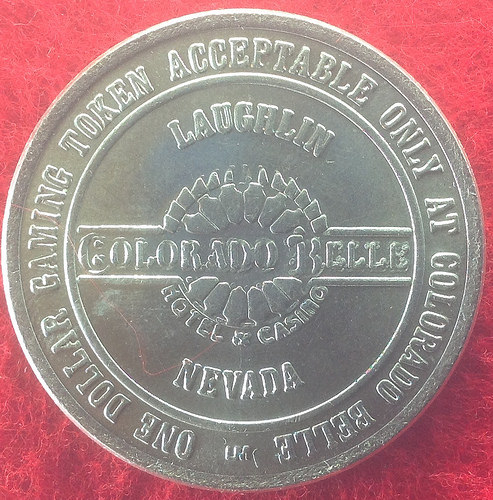 ONE DOLLAR GAMING TOKEN ACCEPTABLE ONLY AT COLORADO BELLE
LAUGHLIN
COLORADO BELLE
HOTEL & CASINO
NEVADA